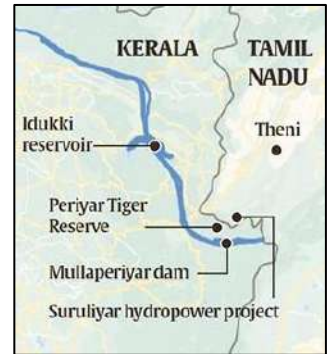 KERALA
TAMIL
NADU
Idukki
reservoir
Theni
Periyar Tiger
Reserve
Mullaperiyar dam
Suruliyar hydropower project